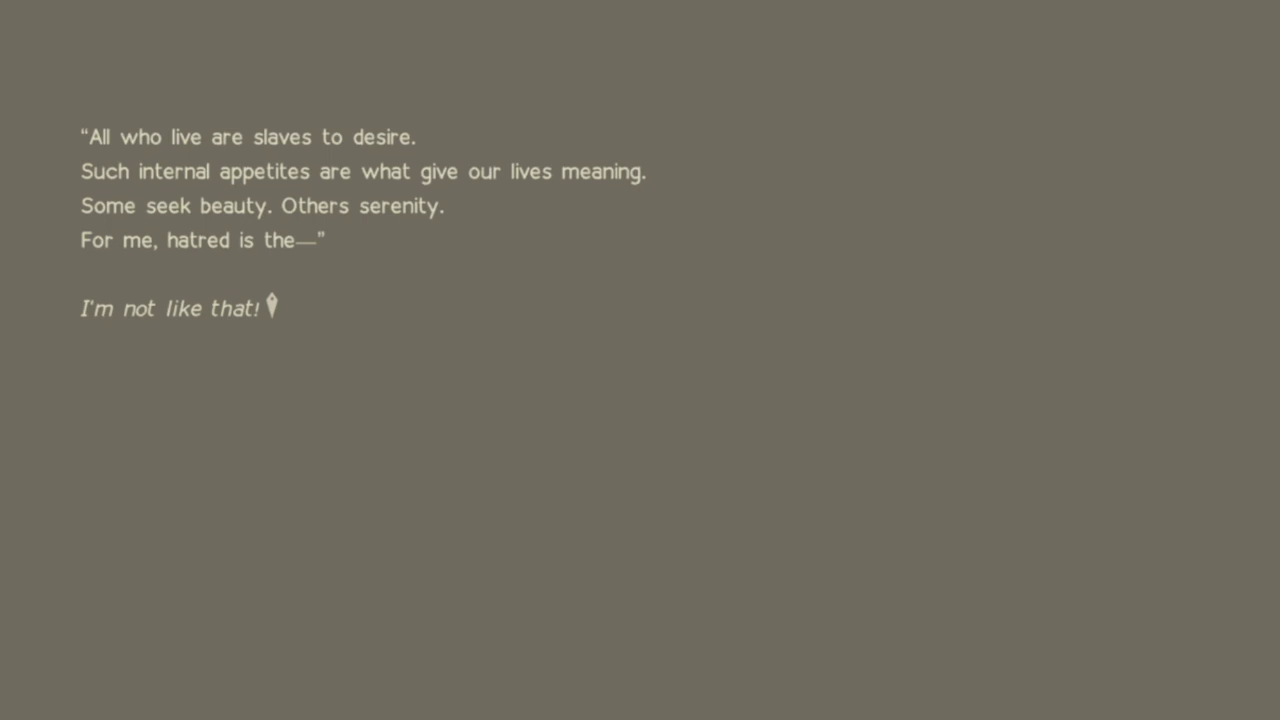 “All who live are slaves to desire.
Such internal appetites are what give our lives meaning.
Some seek beauty. Others serenity.
For me, hatred is the—”
I'm not like that!